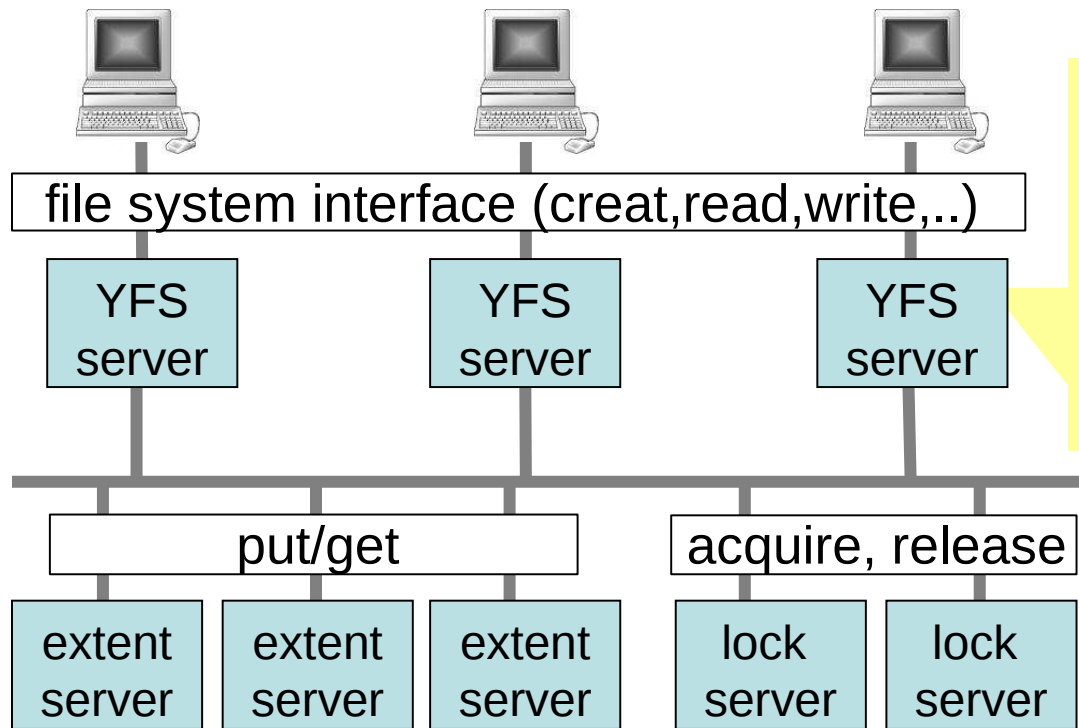 file system interface (creat,read,write,..)
YFS
server
YFS
server
YFS
server
put/get
acquire, release
extent
server
extent
server
extent
server
lock
server
lock
server